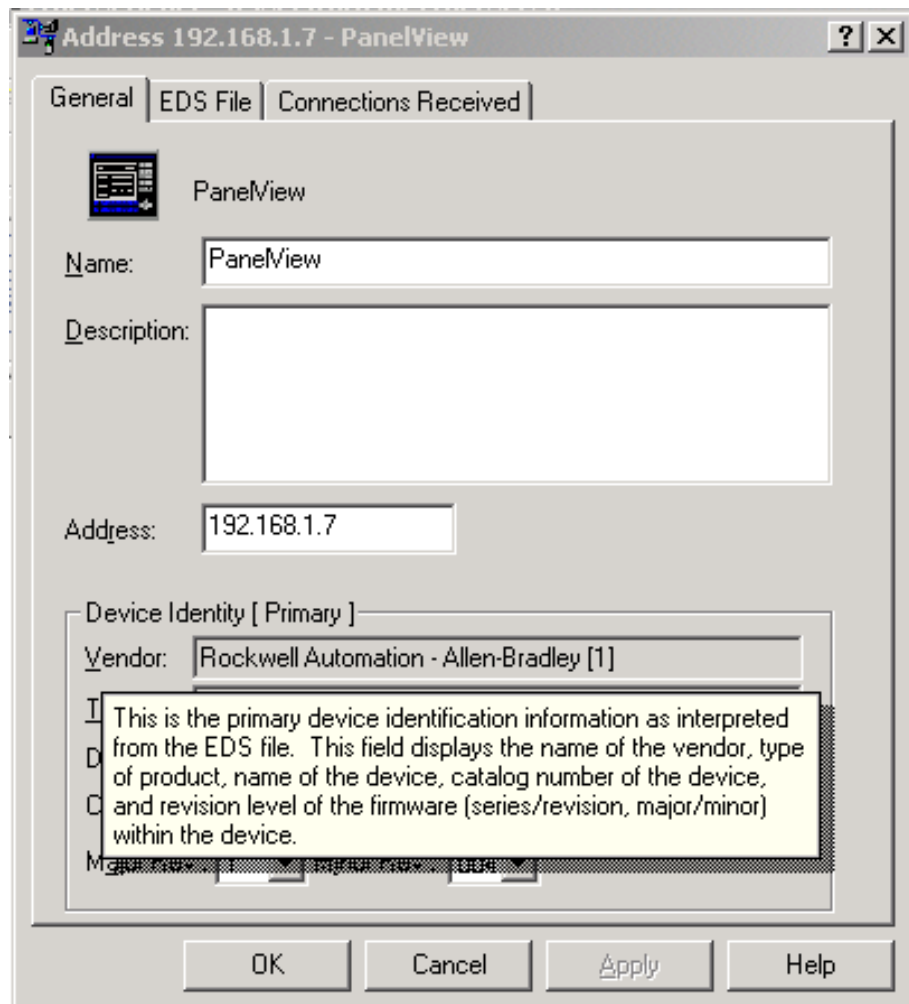 Address 192.168.1.7 - PanelView
General EDS File Connections Received
PanelView
Name: PanelView
Description:
Address: 192.168.1.7
Device Identity [ Primary ]
Vendor: Rockwell Automation - Allen-Bradley [1]
This is the primary device identification information as interpreted
from the EDS file. This field displays the name of the vendor, type
of product, name of the device, catalog number of the device,
and revision level of the firmware (series/revision, major/minor)
within the device.
OK Cancel Apply Help